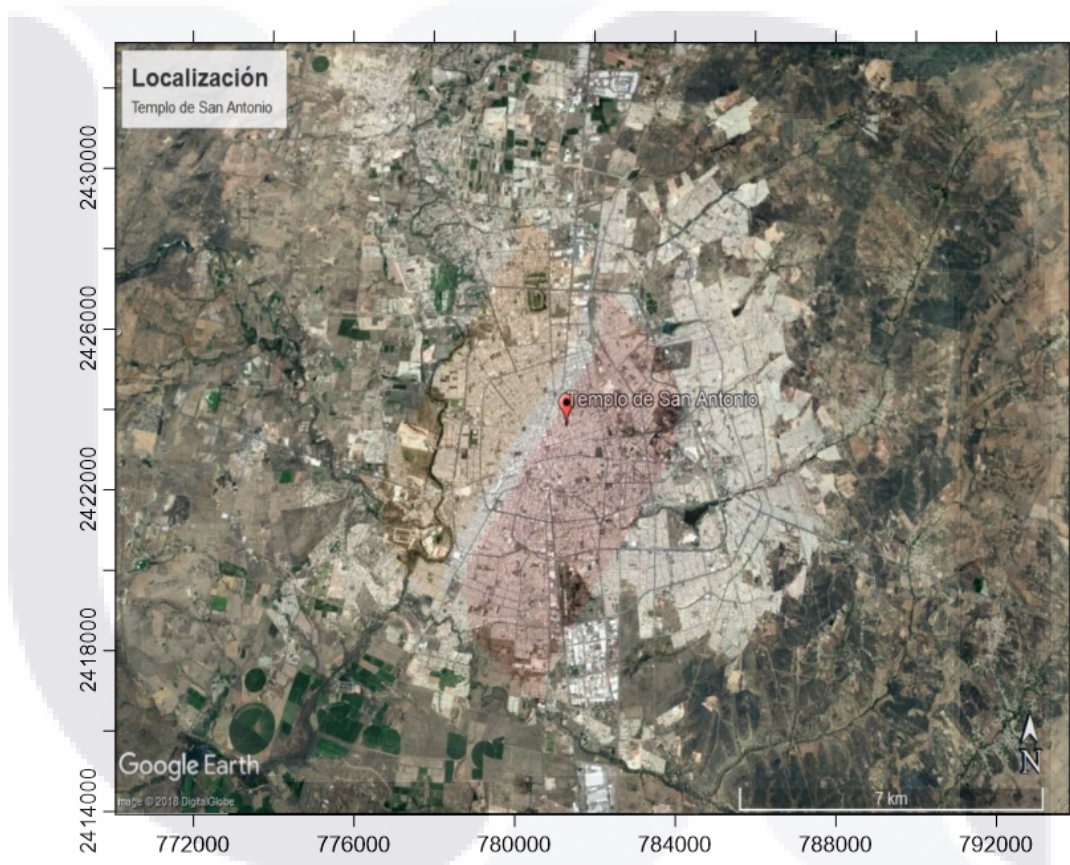 Localización
Templo de San Antonio
2430000
2426000
Templo de San Antonio
2422000
2418000
Google Earth
N
Image © 2018 DigitalGlobe
7 km
2414000
772000
776000
780000
784000
788000
792000